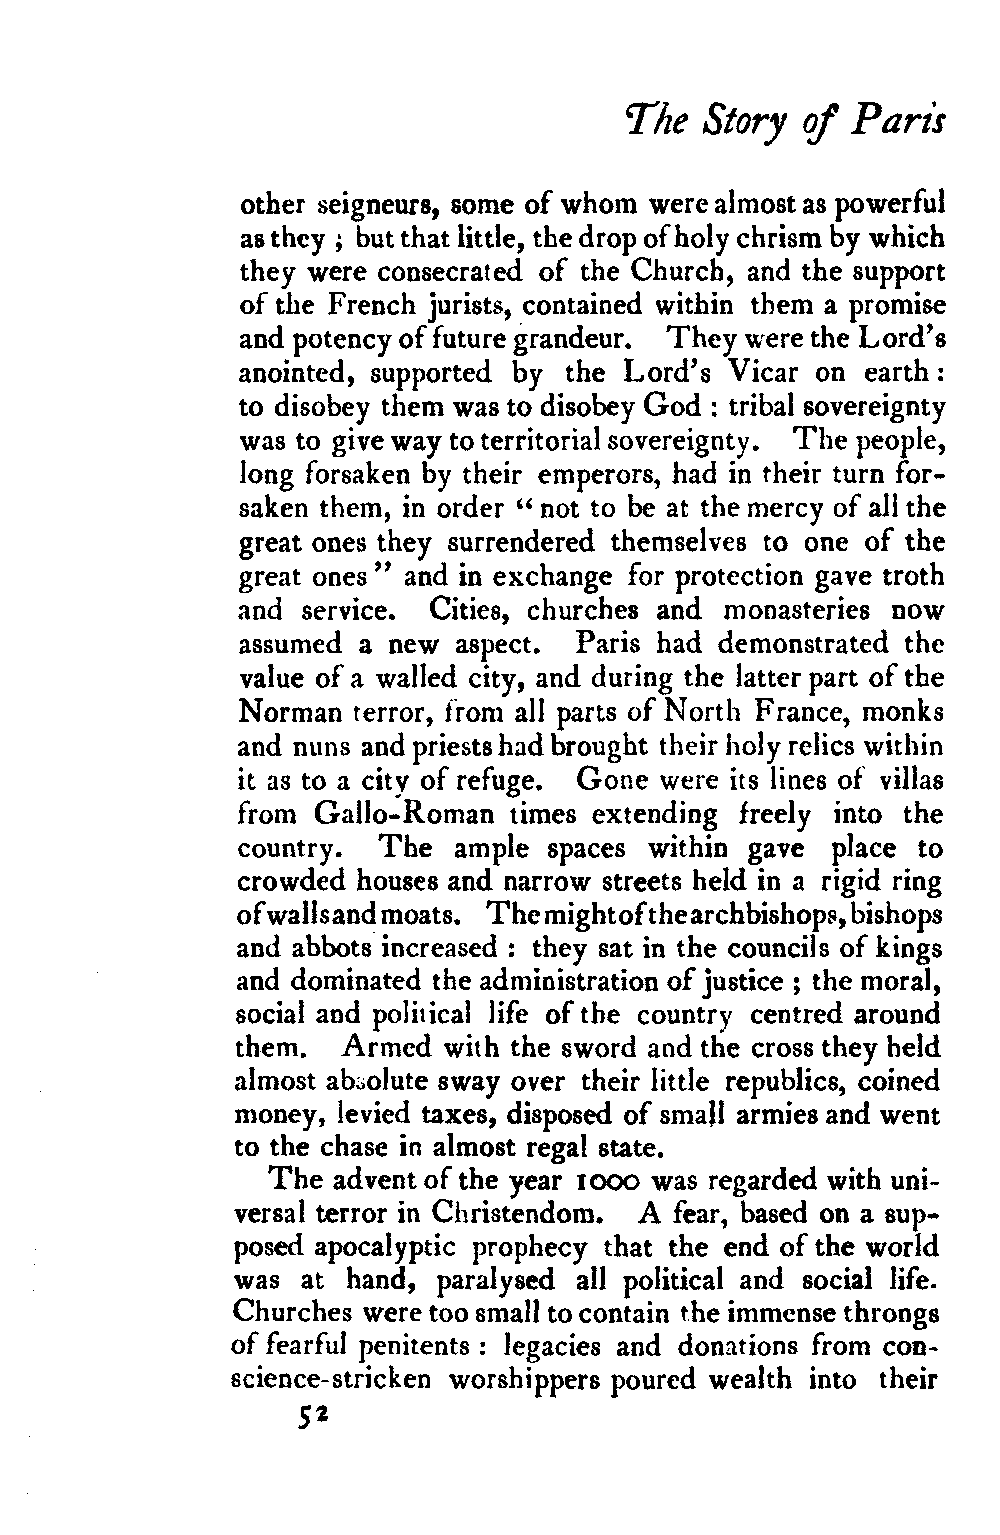 The Story of Paris
other seigneurs, some of whom were almost as powerful
as they ; but that little, the drop of holy chrism by which
they were consecrated of the Church, and the support
of the French jurists, contained within them a promise
and potency of future grandeur. They were the Lord's
anointed, supported by the Lord's Vicar on earth :
to disobey them was to disobey God : tribal sovereignty
was to give way to territorial sovereignty. The people,
long forsaken by their emperors, had in their turn for-
saken them, in order “ not to be at the mercy of all the
great ones they surrendered themselves to one of the
great ones ” and in exchange for protection gave troth
and service. Cities, churches and monasteries now
assumed a new aspect. Paris had demonstrated the
value of a walled city, and during the latter part of the
Norman terror, from all parts of North France, monks
and nuns and priests had brought their holy relics within
it as to a city of refuge. Gone were its lines of villas
from Gallo-Roman times extending freely into the
country. The ample spaces within gave place to
crowded houses and narrow streets held in a rigid ring
of walls and moats. The might of the archbishops, bishops
and abbots increased : they sat in the councils of kings
and dominated the administration of justice ; the moral,
social and political life of the country centred around
them. Armed with the sword and the cross they held
almost absolute sway over their little republics, coined
money, levied taxes, disposed of small armies and went
to the chase in almost regal state.
The advent of the year 1000 was regarded with uni-
versal terror in Christendom. A fear, based on a sup-
posed apocalyptic prophecy that the end of the world
was at hand, paralysed all political and social life.
Churches were too small to contain the immense throngs
of fearful penitents : legacies and donations from con-
science-stricken worshippers poured wealth into their
52